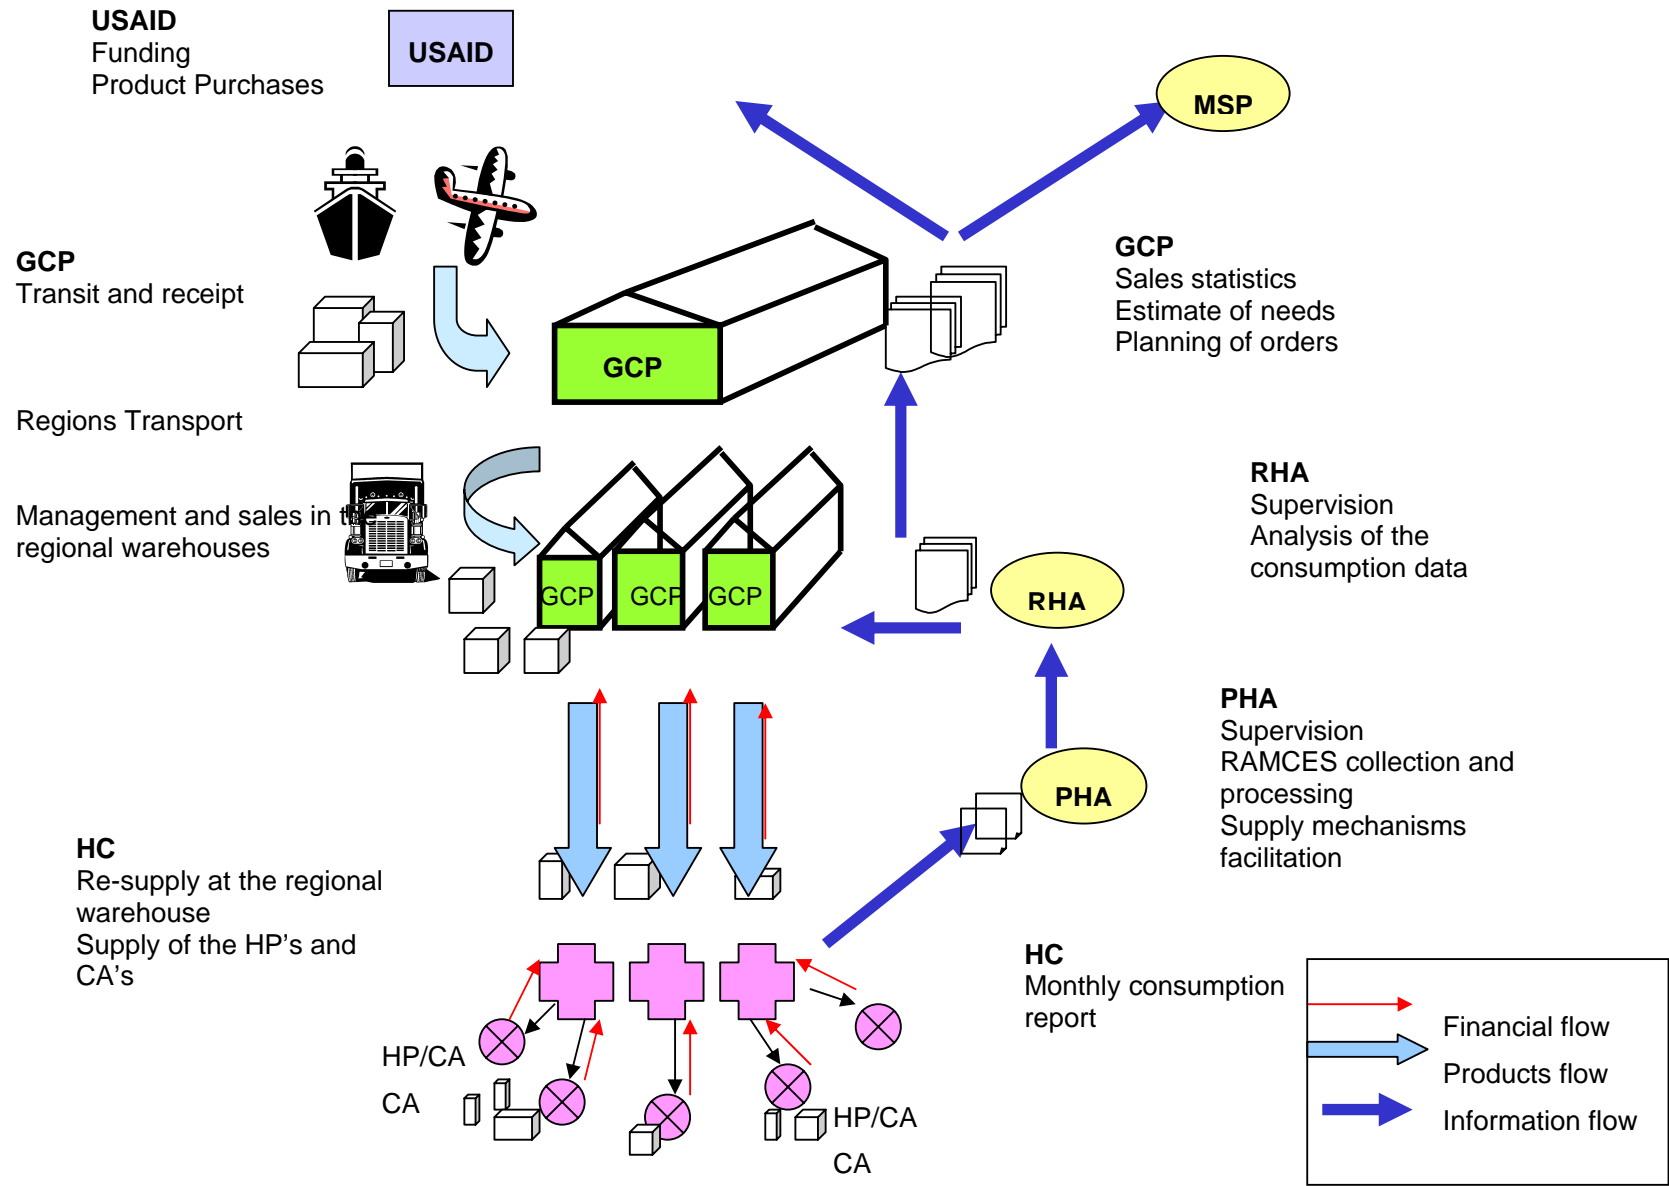 USAID
Funding
Product Purchases
USAID
MSP
GCP
Transit and receipt
GCP
Sales statistics
Estimate of needs
Planning of orders
GCP
Regions Transport
Management and sales in the
regional warehouses
GCP
GCP
GCP
RHA
Supervision
Analysis of the
consumption data
RHA
PHA
Supervision
RAMCES collection and
processing
Supply mechanisms
facilitation
PHA
HC
Re-supply at the regional
warehouse
Supply of the HP's and
CA's
HC
Monthly consumption
report
HP/CA
CA
HP/CA
CA
Financial flow
Products flow
Information flow